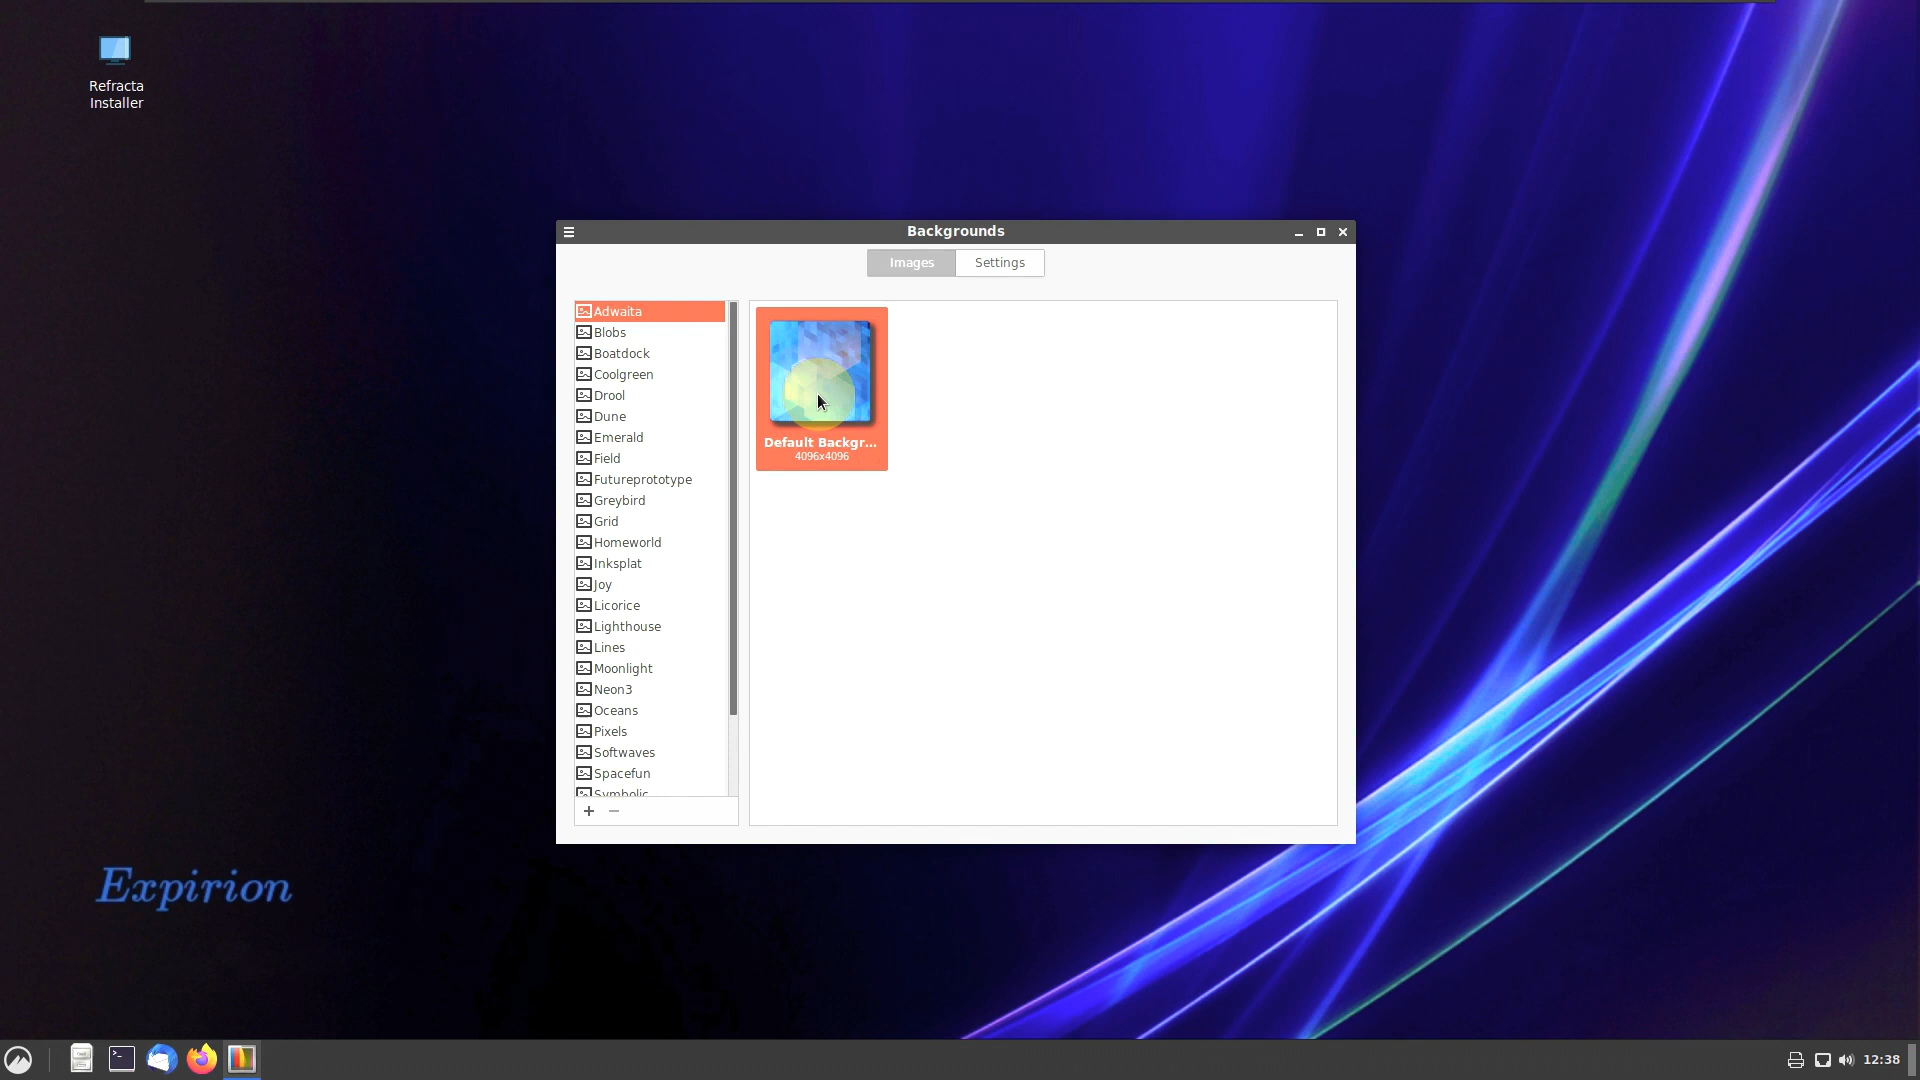 Refracta
Installer
Backgrounds
Images
Settings
Adwaita
Blobs
Boatdock
Coolgreen
Drool
Dune
Emerald
Field
Futureprototype
Greybird
Grid
Homeworld
Inksplat
Joy
Licorice
Lighthouse
Lines
Moonlight
Neon3
Oceans
Pixels
Softwaves
Spacefun
Symbolic
Default Backgr...
4096x4096
Expirion
12:38